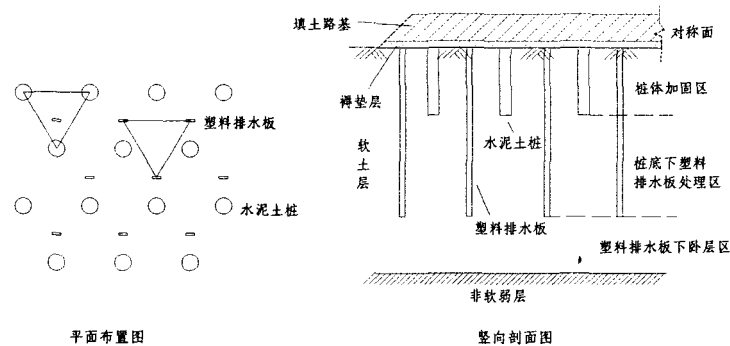 填土路基
对称面
褥垫层
桩体加固区
塑料排水板
水泥土桩
软土层
桩底下塑料
排水板处理区
水泥土桩
塑料排水板
塑料排水板下卧层区
非软弱层
平面布置图
竖向剖面图